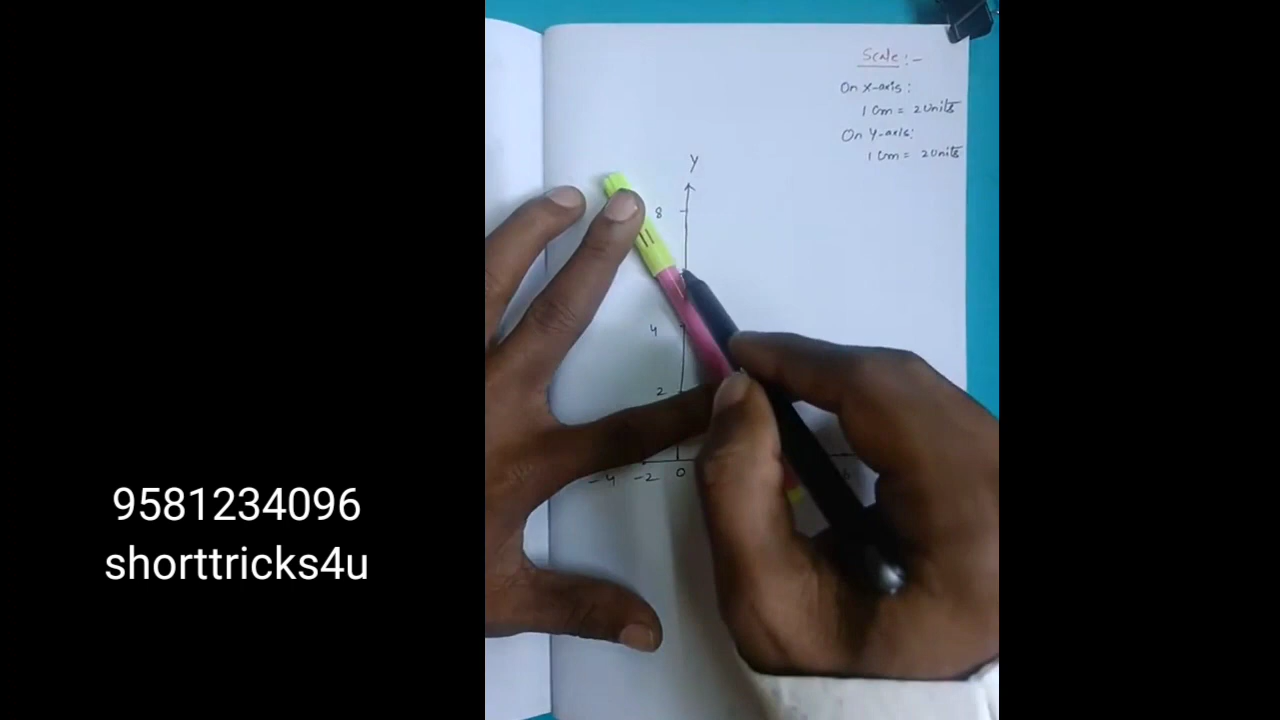 9581234096
shorttricks4u
Scale :-
On x-axis :
1 cm = 2 Units
On Y-axis :
1 cm = 2 Units
Y
8
4
2
-4 -2 0